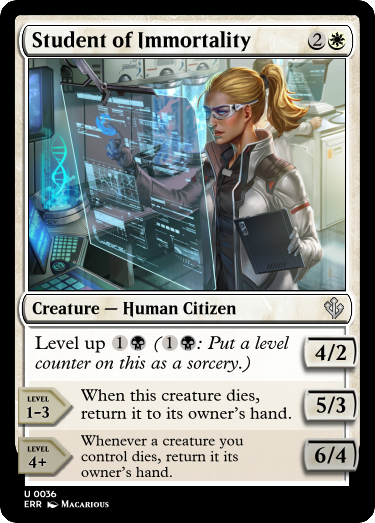 Student of Immortality 2
Creature — Human Citizen
Level up 1 (1: Put a level
counter on this as a sorcery.)
4/2
LEVEL
1-3
When this creature dies,
return it to its owner's hand.
5/3
LEVEL
4+
Whenever a creature you
control dies, return it its
owner's hand.
6/4
U 0036
ERR Macarious